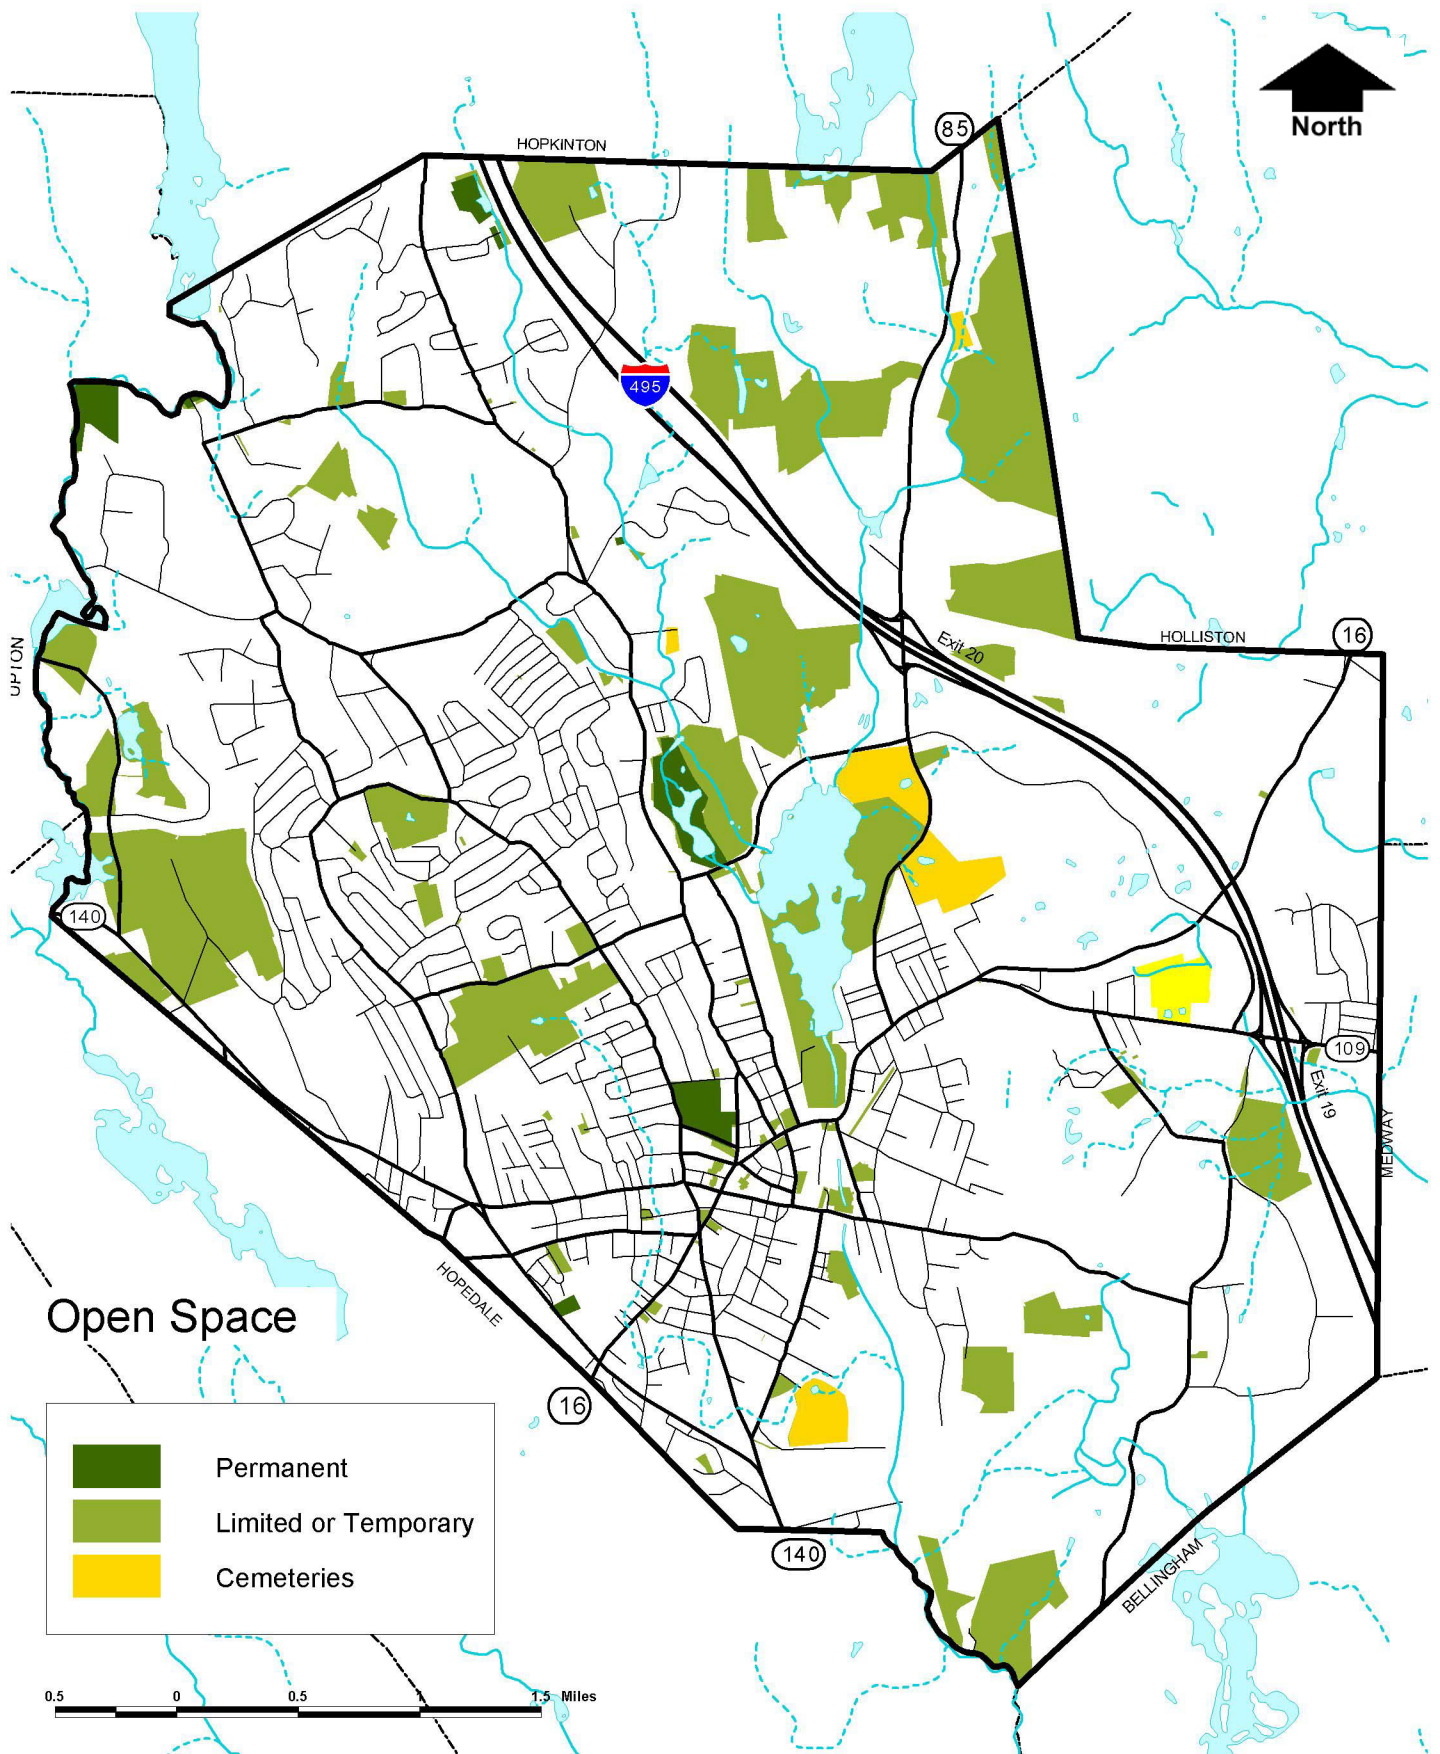 North
85
HOPKINTON
495
UPTON
HOLLISTON
16
Exit 20
140
109
Exit 19
MEDWAY
HOPEDALE
Open Space
16
Permanent
Limited or Temporary
Cemeteries
140
BELLINGHAM
0.5 0 0.5 1 1.5 Miles